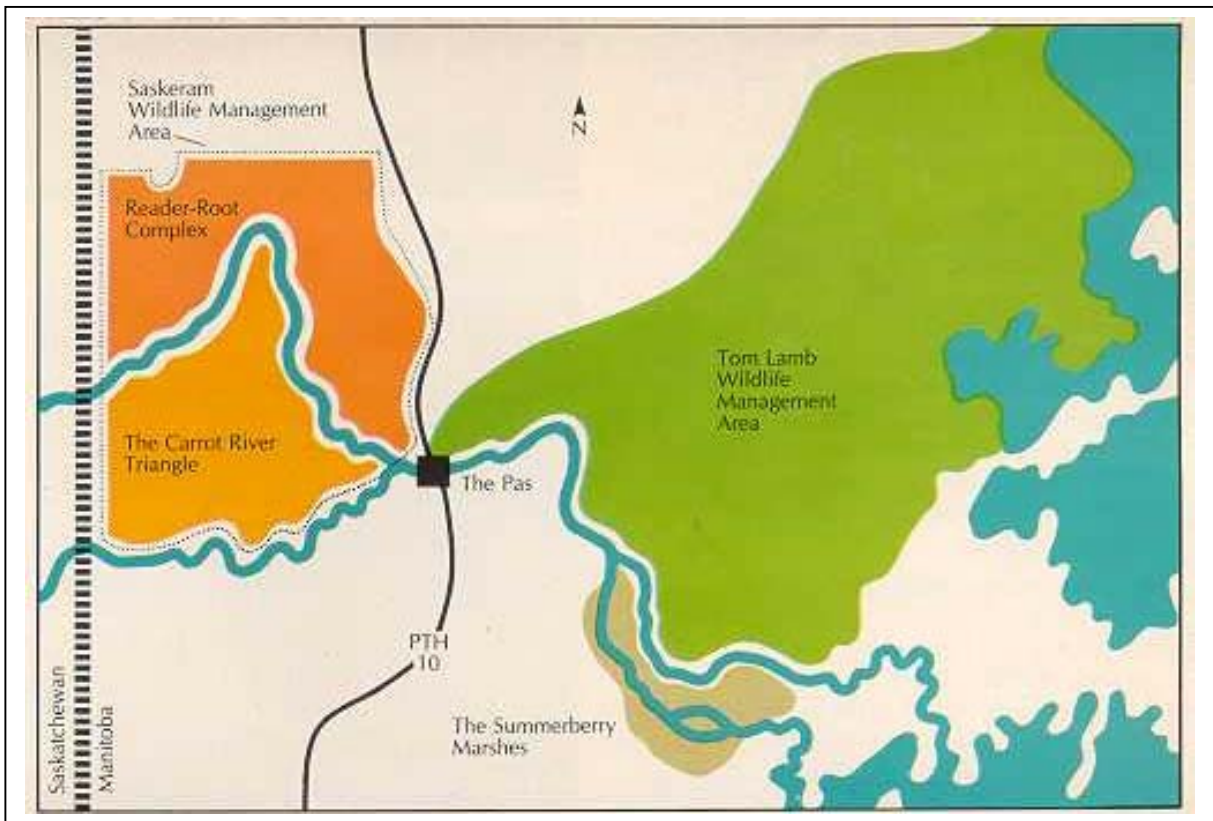 Saskeram
Wildlife Management
Area
N
Reader-Root
Complex
The Carrot River
Triangle
The Pas
Tom Lamb
Wildlife
Management
Area
PTH
10
The Summerberry
Marshes
Saskatchewan
Manitoba